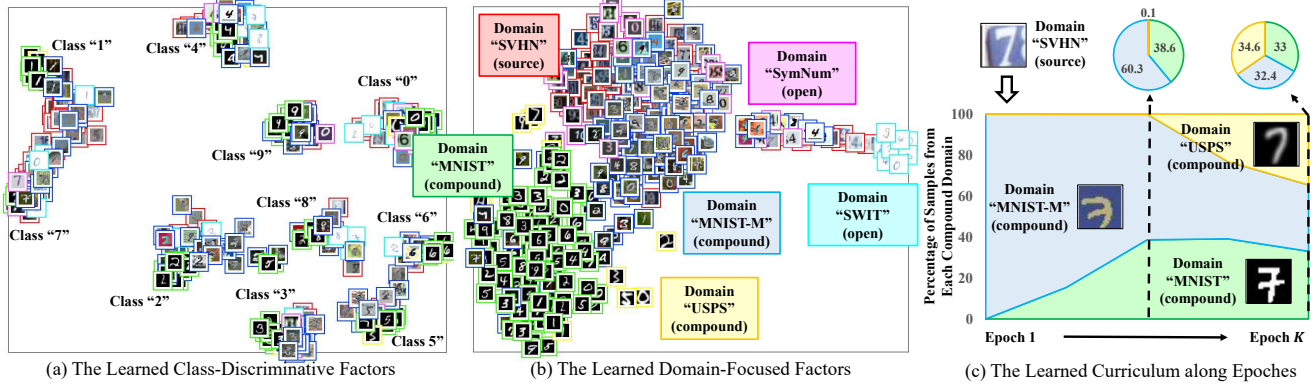 Class “1”
Class “4”
Class “0”
Class “9”
Class “7”
Class “8”
Class “6”
Class “2”
Class “3”
Class 5”
(a) The Learned Class-Discriminative Factors
Domain
“SVHN”
(source)
Domain
“SymNum”
(open)
Domain
“MNIST”
(compound)
Domain
“MNIST-M”
(compound)
Domain
“SWIT”
(open)
Domain
“USPS”
(compound)
(b) The Learned Domain-Focused Factors
Domain
“SVHN”
(source)
0.1
38.6
60.3
34.6
33
32.4
Percentage of Samples from
Each Compound Domain
100
80
60
40
20
0
Domain
“USPS”
(compound)
Domain
“MNIST-M”
(compound)
Domain
“MNIST”
(compound)
Epoch 1
Epoch K
(c) The Learned Curriculum along Epoches